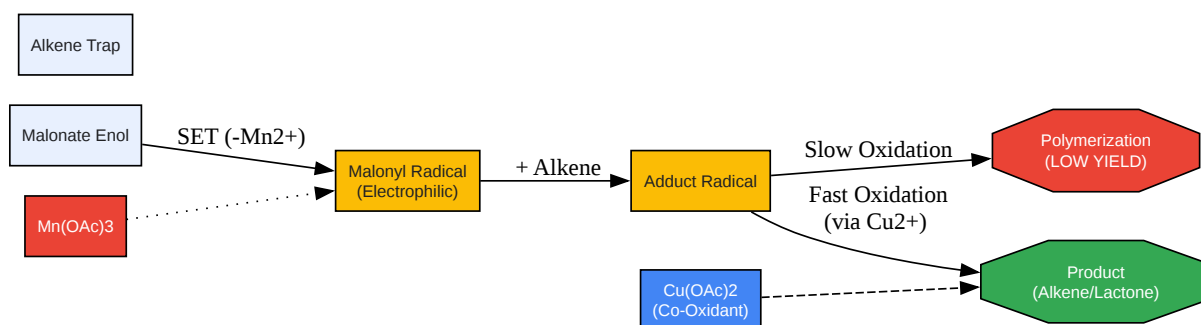 Alkene Trap
Malonate Enol
SET (-Mn2+)
Mn(OAc)3
Malonyl Radical
(Electrophilic)
+ Alkene
Adduct Radical
Slow Oxidation
Fast Oxidation
(via Cu2+)
Cu(OAc)2
(Co-Oxidant)
Polymerization
(LOW YIELD)
Product
(Alkene/Lactone)